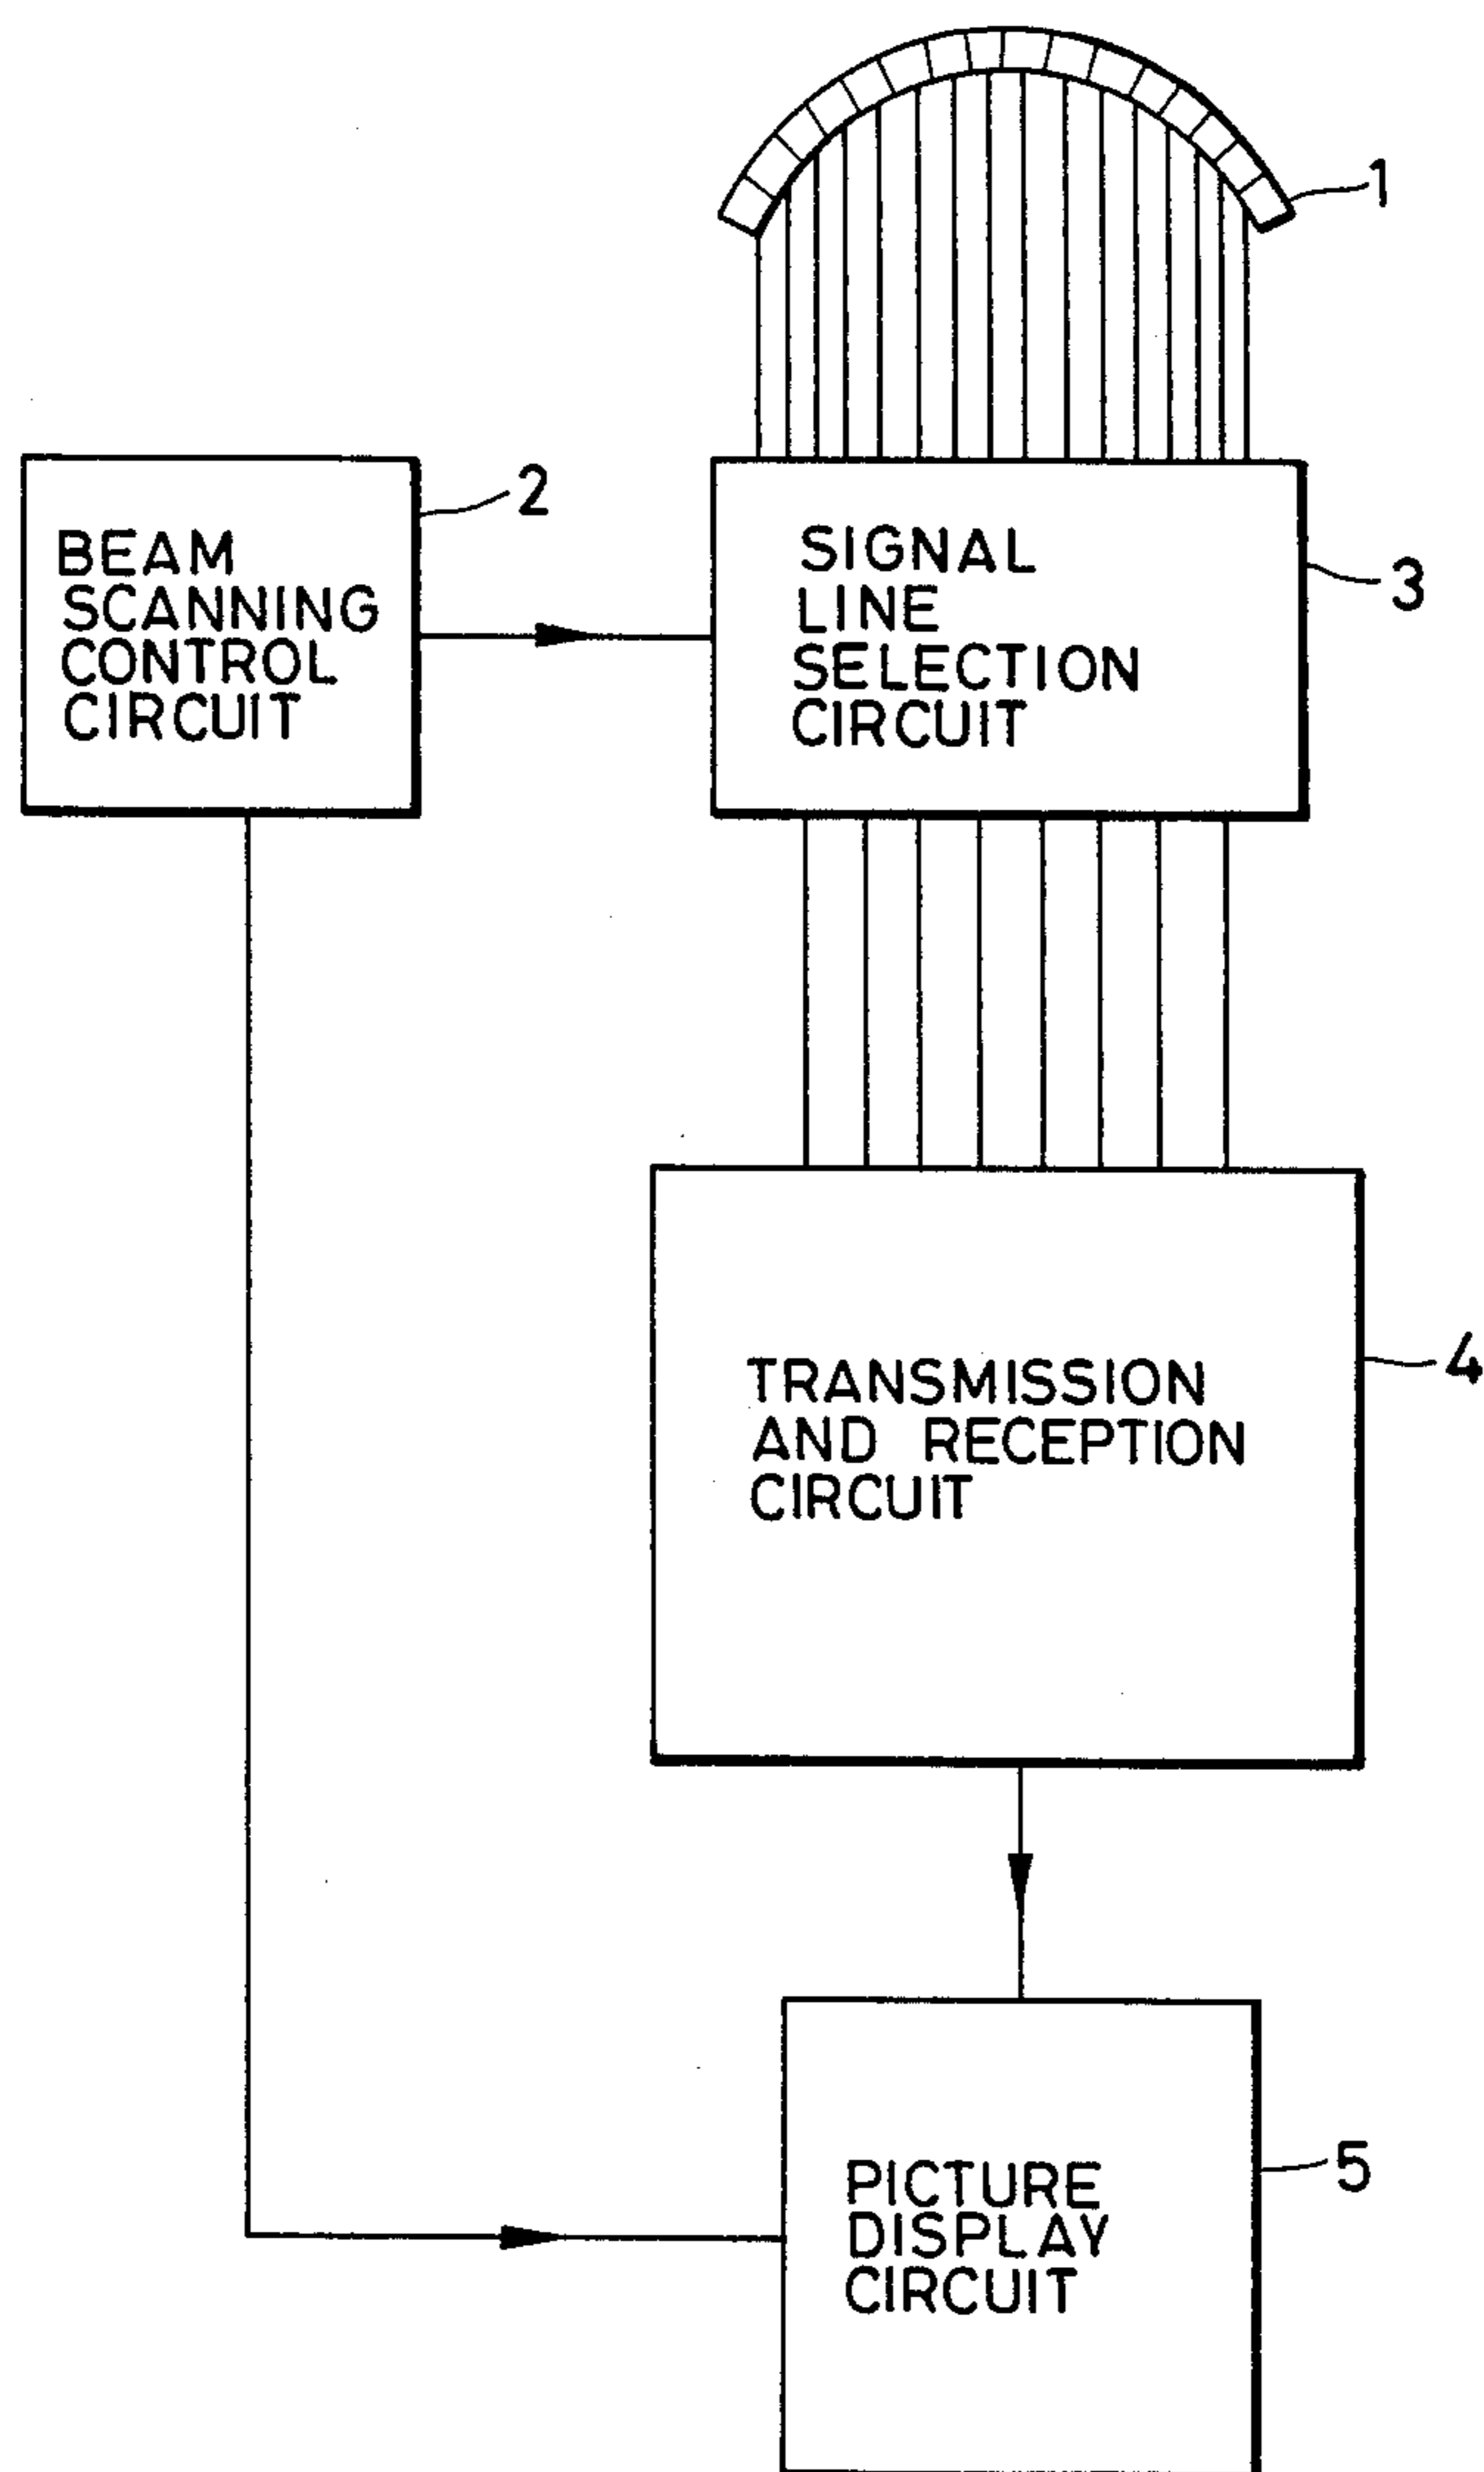 1
2
BEAM
SCANNING
CONTROL
CIRCUIT
SIGNAL
LINE
SELECTION
CIRCUIT
3
TRANSMISSION
AND RECEPTION
CIRCUIT
4
PICTURE
DISPLAY
CIRCUIT
5